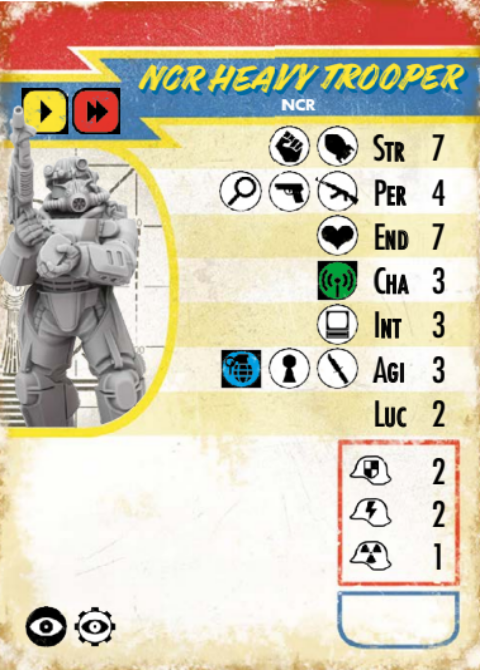 NCR HEAVY TROOPER
NCR
STR 7
PER 4
END 7
CHA 3
INT 3
AGI 3
LUC 2
2
2
1